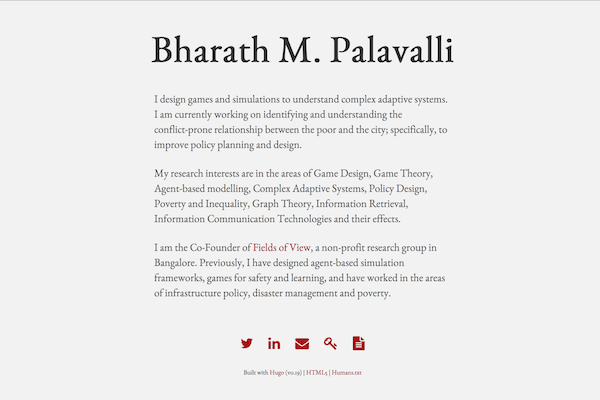 Bharath M. Palavalli
I design games and simulations to understand complex adaptive systems.
I am currently working on identifying and understanding the
conflict-prone relationship between the poor and the city; specifically, to
improve policy planning and design.
My research interests are in the areas of Game Design, Game Theory,
Agent-based modelling, Complex Adaptive Systems, Policy Design,
Poverty and Inequality, Graph Theory, Information Retrieval,
Information Communication Technologies and their effects.
I am the Co-Founder of Fields of View, a non-profit research group in
Bangalore. Previously, I have designed agent-based simulation
frameworks, games for safety and learning, and have worked in the areas
of infrastructure policy, disaster management and poverty.
Built with Hugo (v0.19) | HTML5 | Humans.txt